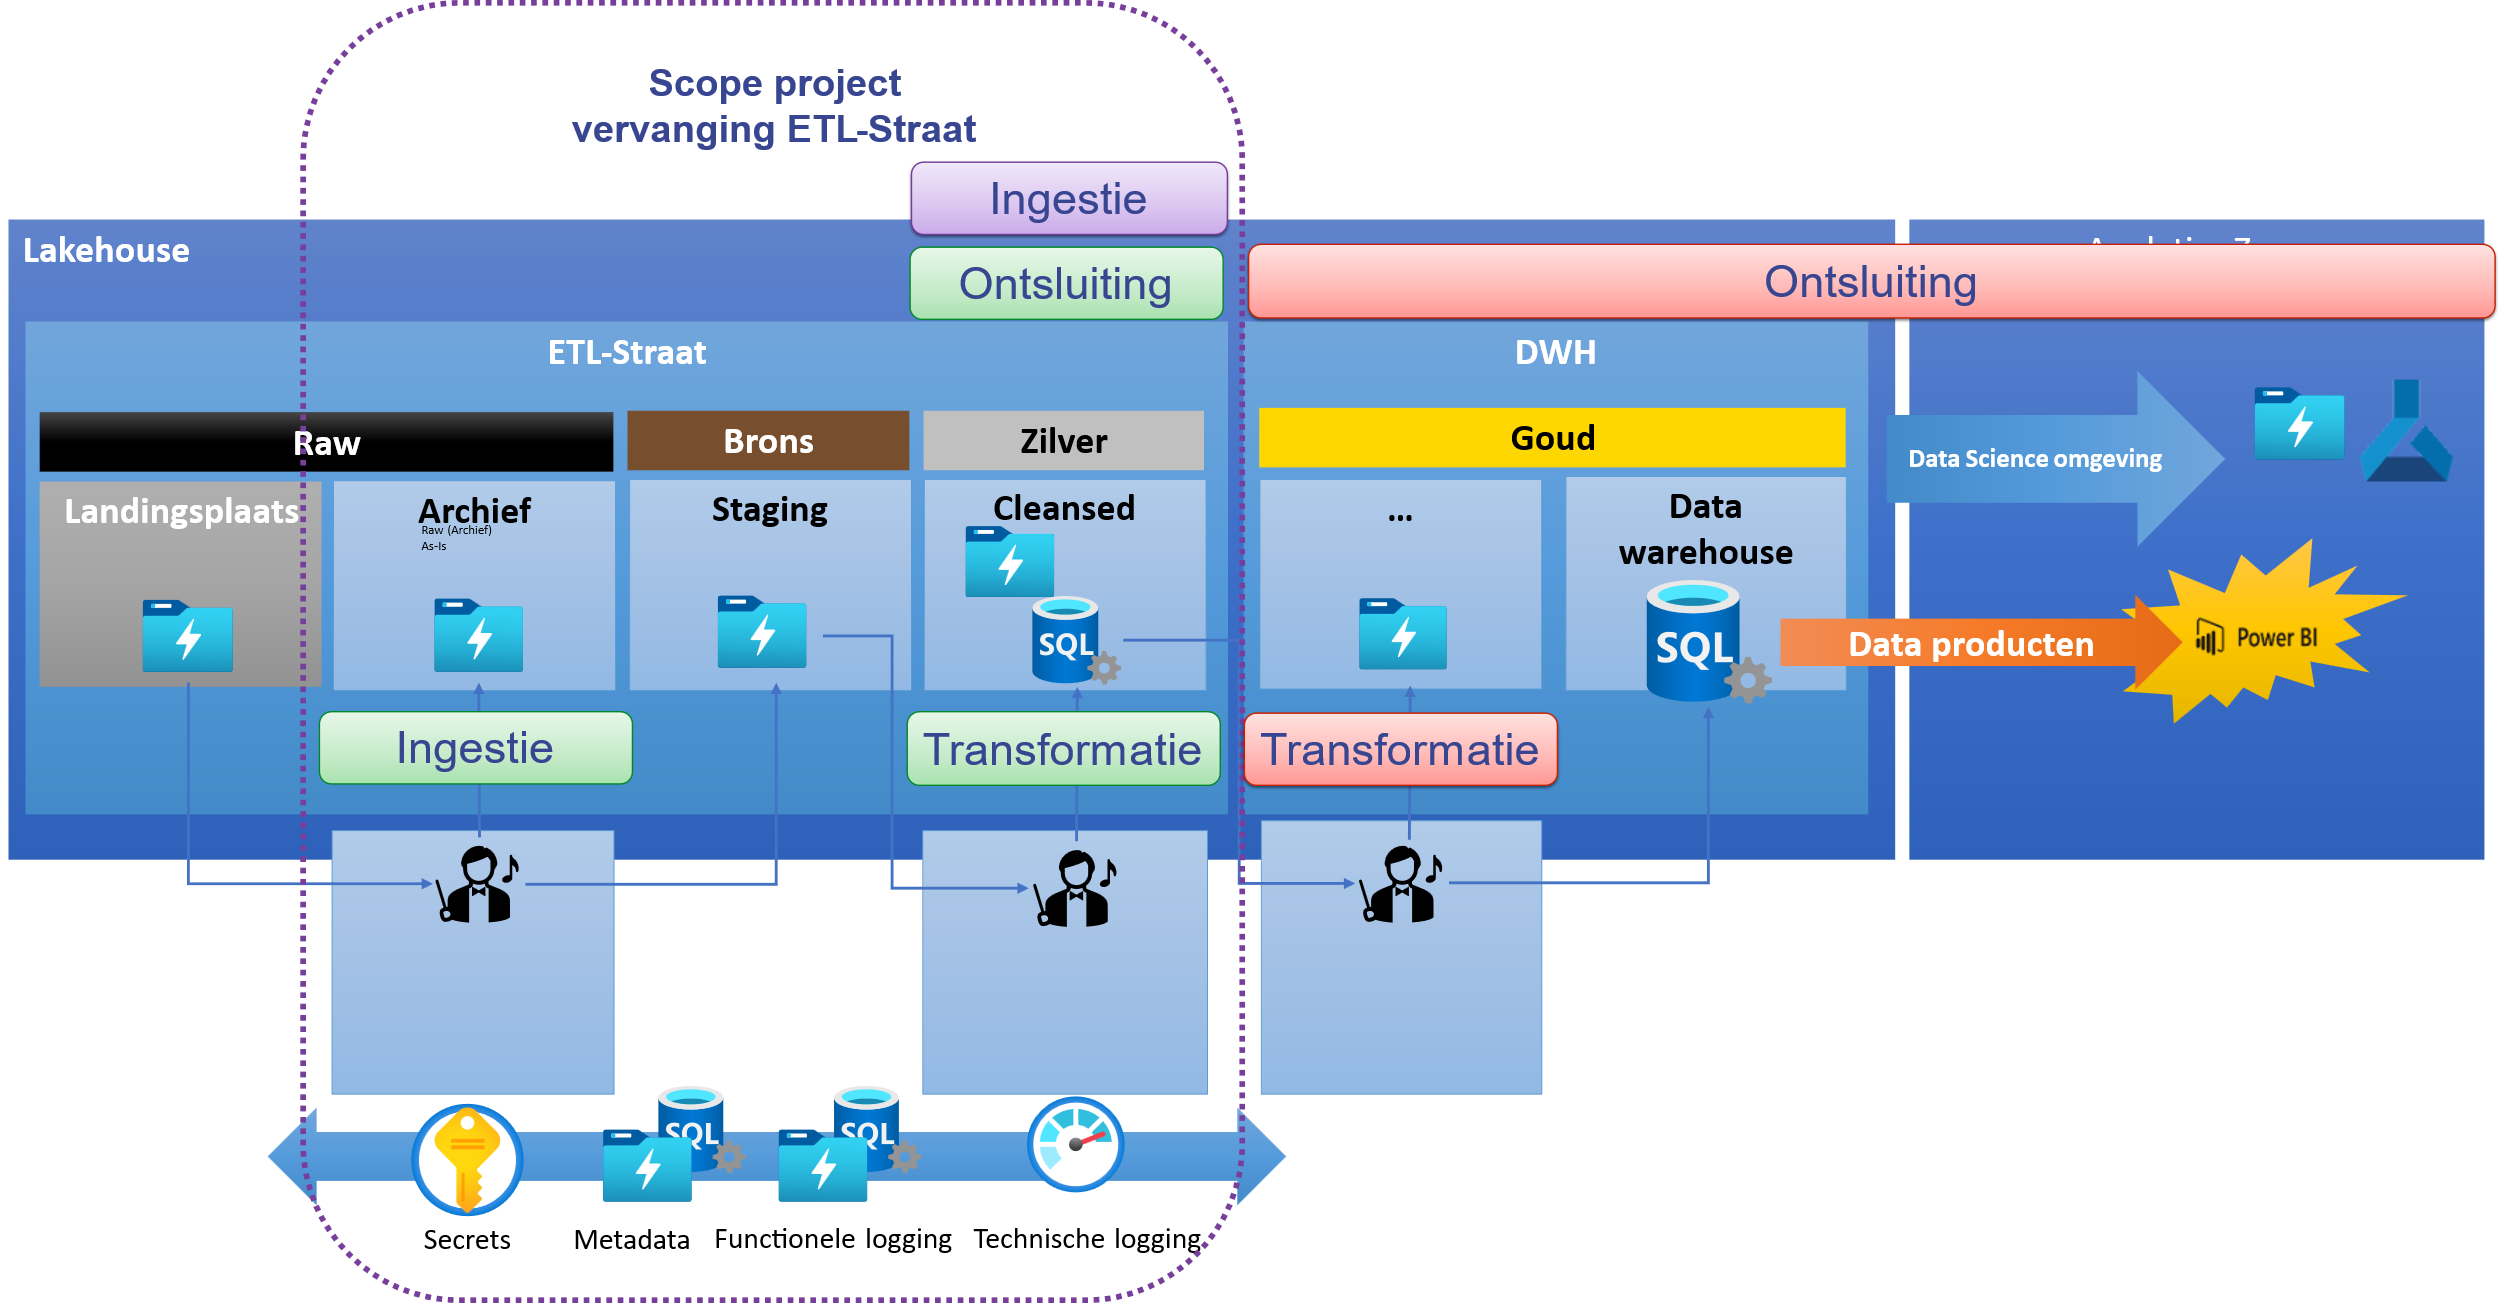 Scope project
vervanging ETL-Straat
Ingestie
Lakehouse
Ontsluiting
Ontsluiting
ETL-Straat
DWH
Raw
Brons
Zilver
Goud
Data Science omgeving
Landingsplaats
Archief
Raw (Archief)
As-Is
Staging
Cleansed
...
Data
warehouse
SQL
SQL
Data producten
Power BI
Ingestie
Transformatie
Transformatie
SQL
SQL
Secrets
Metadata
Functionele logging
Technische logging